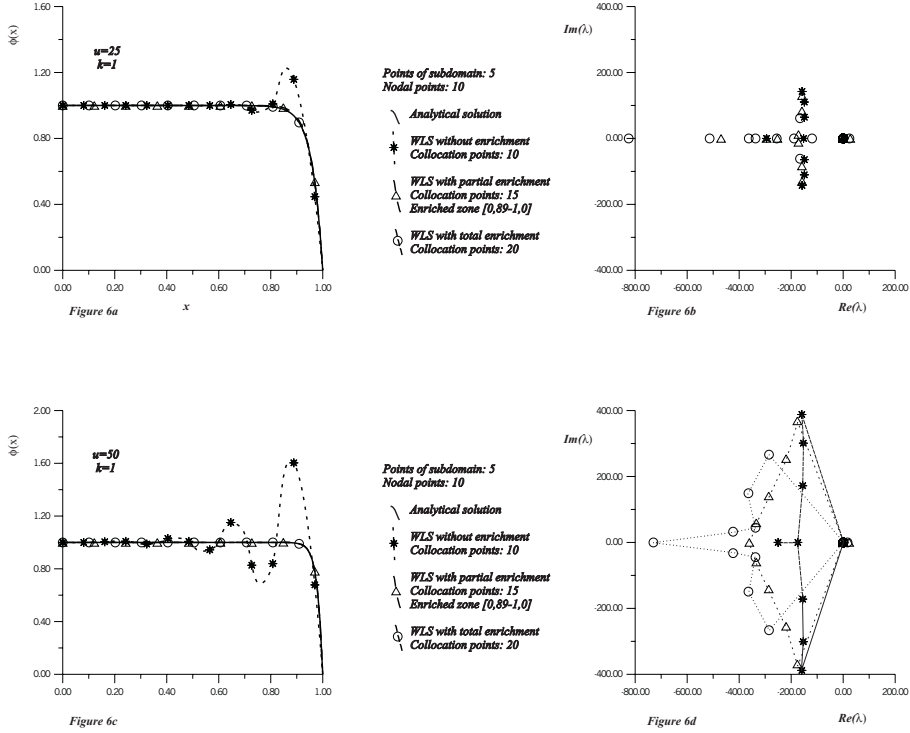 1.60
1.20
0.80
0.40
0.00
ϕ(x)
u=25
k=1
0.00 0.20 0.40 0.60 0.80 1.00
x
Figure 6a
Points of subdomain: 5
Nodal points: 10
Analytical solution
WLS without enrichment
Collocation points: 10
WLS with partial enrichment
Collocation points: 15
Enriched zone [0,89-1,0]
WLS with total enrichment
Collocation points: 20
Im(λ)
400.00
200.00
0.00
-200.00
-400.00
-800.00 -600.00 -400.00 -200.00 0.00 200.00
Figure 6b
Re(λ)
2.00
1.60
1.20
0.80
0.40
0.00
ϕ(x)
u=50
k=1
0.00 0.20 0.40 0.60 0.80 1.00
Figure 6c
Points of subdomain: 5
Nodal points: 10
Analytical solution
WLS without enrichment
Collocation points: 10
WLS with partial enrichment
Collocation points: 15
Enriched zone [0,89-1,0]
WLS with total enrichment
Collocation points: 20
Im(λ)
400.00
200.00
0.00
-200.00
-400.00
-800.00 -600.00 -400.00 -200.00 0.00 200.00
Figure 6d
Re(λ)